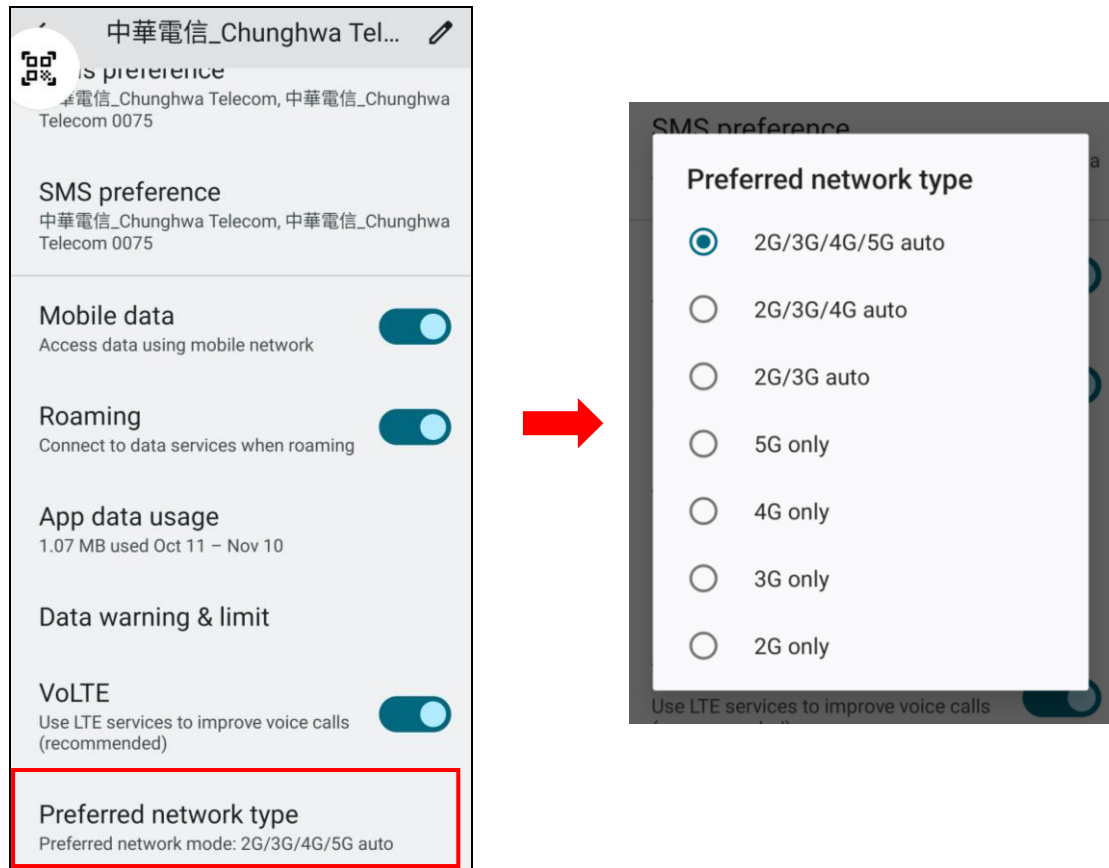 中華電信_Chunghwa Tel...
preference
電信_Chunghwa Telecom, 中華電信_Chunghwa
Telecom 0075
SMS preference
中華電信_Chunghwa Telecom, 中華電信_Chunghwa
Telecom 0075
Mobile data
Access data using mobile network
Roaming
Connect to data services when roaming
App data usage
1.07 MB used Oct 11 – Nov 10
Data warning & limit
VoLTE
Use LTE services to improve voice calls
(recommended)
Preferred network type
Preferred network mode: 2G/3G/4G/5G auto
SMS preference
a
Preferred network type
2G/3G/4G/5G auto
2G/3G/4G auto
2G/3G auto
5G only
4G only
3G only
2G only
Use LTE services to improve voice calls